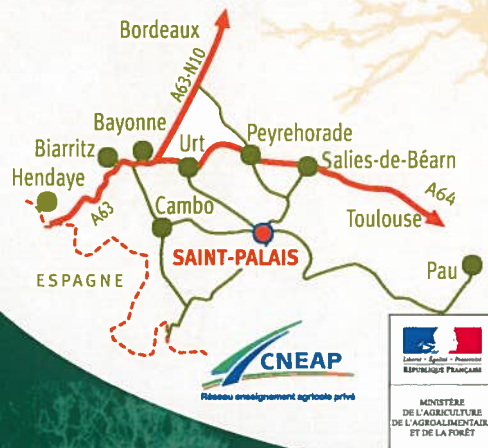 Bordeaux
A63-N10
Bayonne
Biarritz
Urt
Peyrehorade
Salies-de-Béarn
Hendaye
A63
Cambo
A64
Toulouse
SAINT-PALAIS
ESPAGNE
Pau
CNEAP
Réseau enseignement agricole privé
Liberté • Égalité • Fraternité
RÉPUBLIQUE FRANÇAISE
MINISTÈRE
DE L'AGRICULTURE
DE L'AGROALIMENTAIRE
ET DE LA FORÊT